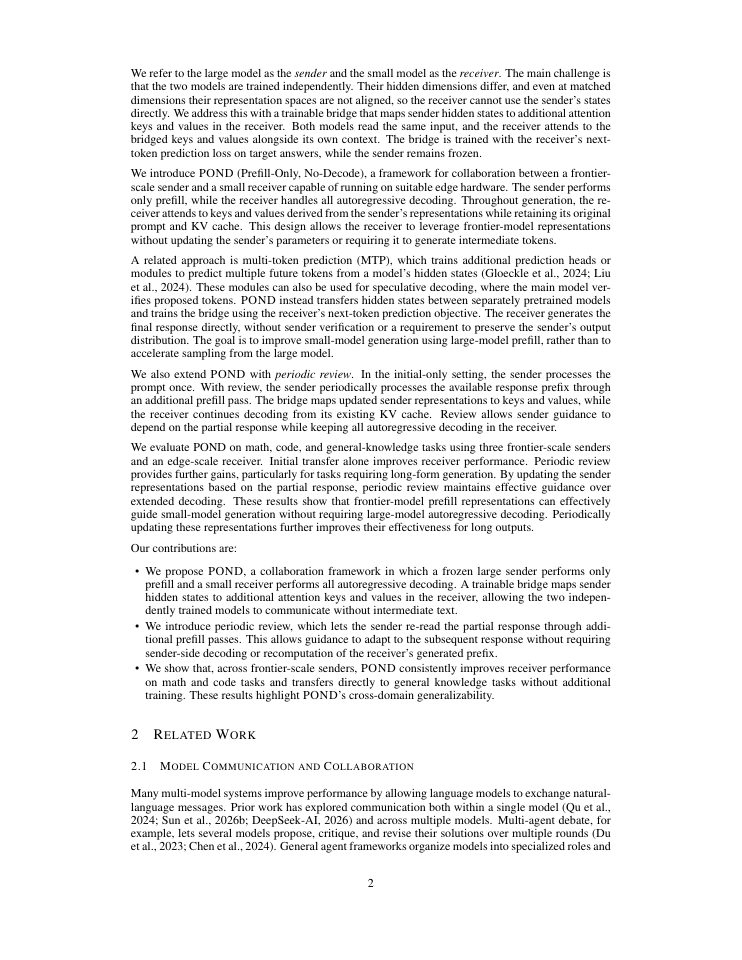 We refer to the large model as the sender and the small model as the receiver. The main challenge is
that the two models are trained independently. Their hidden dimensions differ, and even at matched
dimensions their representation spaces are not aligned, so the receiver cannot use the sender's states
directly. We address this with a trainable bridge that maps sender hidden states to additional attention
keys and values in the receiver. Both models read the same input, and the receiver attends to the
bridged keys and values alongside its own context. The bridge is trained with the receiver's next-
token prediction loss on target answers, while the sender remains frozen.
We introduce POND (Prefill-Only, No-Decode), a framework for collaboration between a frontier-
scale sender and a small receiver capable of running on suitable edge hardware. The sender performs
only prefill, while the receiver handles all autoregressive decoding. Throughout generation, the re-
ceiver attends to keys and values derived from the sender's representations while retaining its original
prompt and KV cache. This design allows the receiver to leverage frontier-model representations
without updating the sender's parameters or requiring it to generate intermediate tokens.
A related approach is multi-token prediction (MTP), which trains additional prediction heads or
modules to predict multiple future tokens from a model's hidden states (Gloeckle et al., 2024; Liu
et al., 2024). These modules can also be used for speculative decoding, where the main model ver-
ifies proposed tokens. POND instead transfers hidden states between separately pretrained models
and trains the bridge using the receiver's next-token prediction objective. The receiver generates the
final response directly, without sender verification or a requirement to preserve the sender's output
distribution. The goal is to improve small-model generation using large-model prefill, rather than to
accelerate sampling from the large model.
We also extend POND with periodic review. In the initial-only setting, the sender processes the
prompt once. With review, the sender periodically processes the available response prefix through
an additional prefill pass. The bridge maps updated sender representations to keys and values, while
the receiver continues decoding from its existing KV cache. Review allows sender guidance to
depend on the partial response while keeping all autoregressive decoding in the receiver.
We evaluate POND on math, code, and general-knowledge tasks using three frontier-scale senders
and an edge-scale receiver. Initial transfer alone improves receiver performance. Periodic review
provides further gains, particularly for tasks requiring long-form generation. By updating the sender
representations based on the partial response, periodic review maintains effective guidance over
extended decoding. These results show that frontier-model prefill representations can effectively
guide small-model generation without requiring large-model autoregressive decoding. Periodically
updating these representations further improves their effectiveness for long outputs.
Our contributions are:
• We propose POND, a collaboration framework in which a frozen large sender performs only
prefill and a small receiver performs all autoregressive decoding. A trainable bridge maps sender
hidden states to additional attention keys and values in the receiver, allowing the two indepen-
dently trained models to communicate without intermediate text.
• We introduce periodic review, which lets the sender re-read the partial response through addi-
tional prefill passes. This allows guidance to adapt to the subsequent response without requiring
sender-side decoding or recomputation of the receiver's generated prefix.
• We show that, across frontier-scale senders, POND consistently improves receiver performance
on math and code tasks and transfers directly to general knowledge tasks without additional
training. These results highlight POND's cross-domain generalizability.
2 RELATED WORK
2.1 MODEL COMMUNICATION AND COLLABORATION
Many multi-model systems improve performance by allowing language models to exchange natural-
language messages. Prior work has explored communication both within a single model (Qu et al.,
2024; Sun et al., 2026b; DeepSeek-AI, 2026) and across multiple models. Multi-agent debate, for
example, lets several models propose, critique, and revise their solutions over multiple rounds (Du
et al., 2023; Chen et al., 2024). General agent frameworks organize models into specialized roles and
2